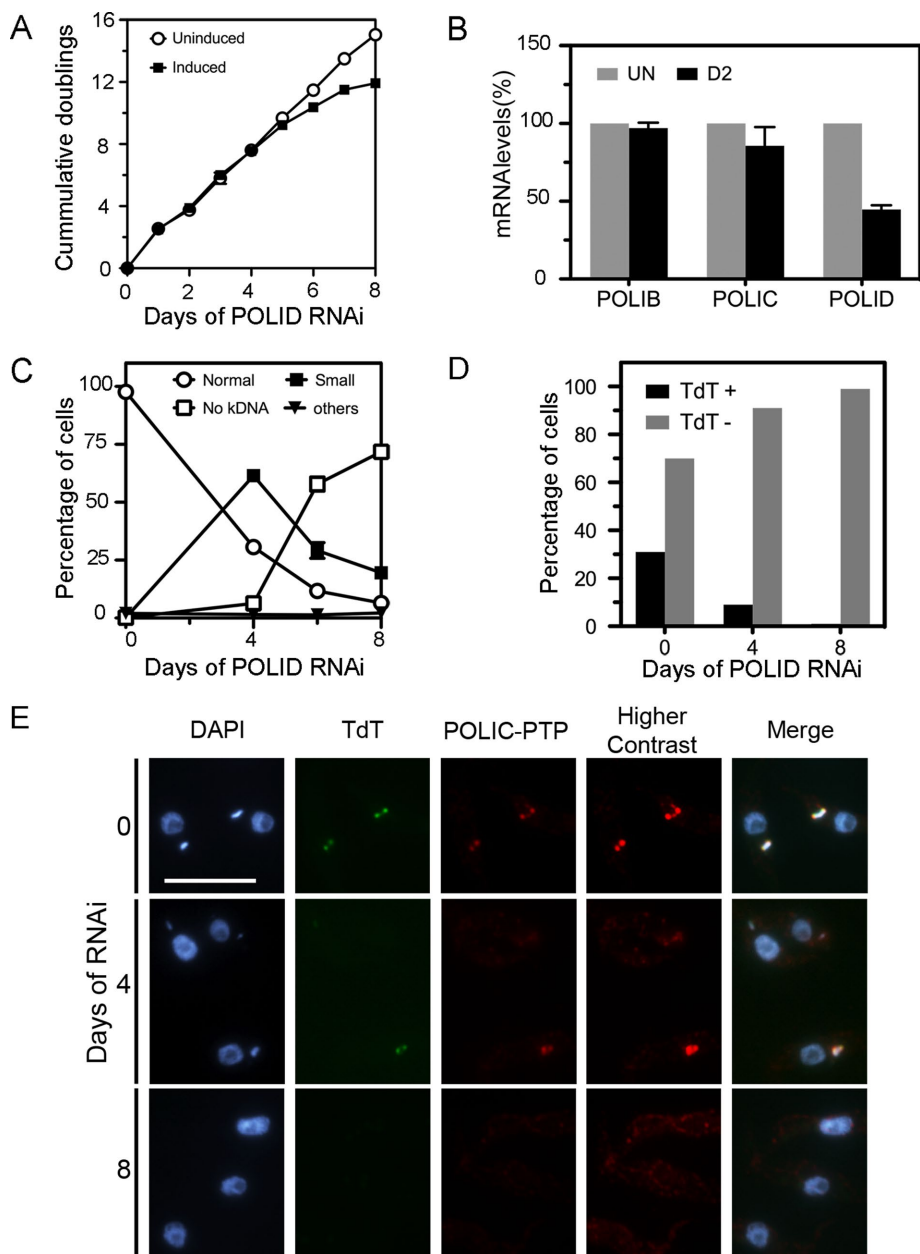 A
Cummulative doublings
16
12
8
4
0
Uninduced
Induced
0 2 4 6 8
Days of POLID RNAi
B
mRNAlevels(%)
150
100
50
0
UN D2
POLIB POLIC POLID
C
Percentage of cells
100
75
50
25
0
Normal Small
No kDNA others
0 4 8
Days of POLID RNAi
D
Percentage of cells
100
80
60
40
20
0
TdT +
TdT -
0 4 8
Days of POLID RNAi
E
DAPI TdT POLIC-PTP Higher Contrast Merge
Days of RNAi
0
4
8